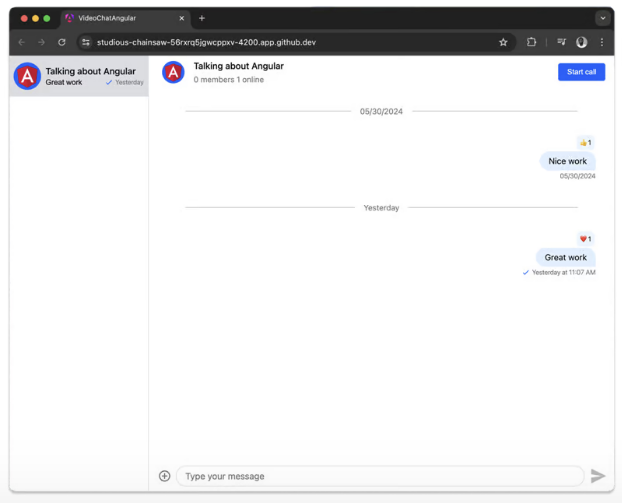 VideoChatAngular
studious-chainsaw-56rxrq5jgwcppxv-4200.app.github.dev
Talking about Angular
Great work
Yesterday
Talking about Angular
0 members 1 online
Start call
05/30/2024
👍 1
Nice work
05/30/2024
Yesterday
❤️ 1
Great work
Yesterday at 11:07 AM
Type your message